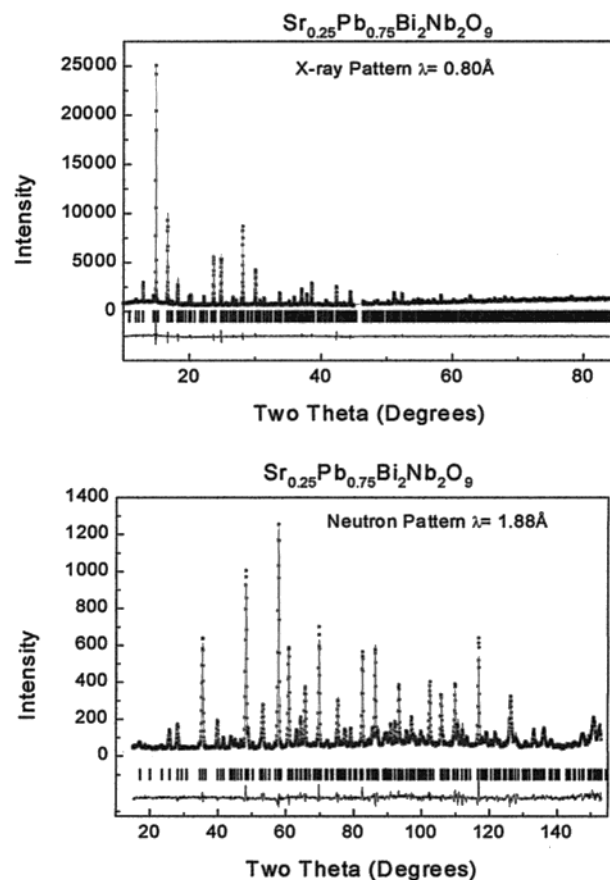 Sr0.25Pb0.75Bi2Nb2O9
X-ray Pattern λ= 0.80Å
25000
20000
15000
10000
5000
0
Intensity
20 40 60 80
Two Theta (Degrees)
Sr0.25Pb0.75Bi2Nb2O9
Neutron Pattern λ= 1.88Å
1400
1200
1000
800
600
400
200
0
Intensity
20 40 60 80 100 120 140
Two Theta (Degrees)